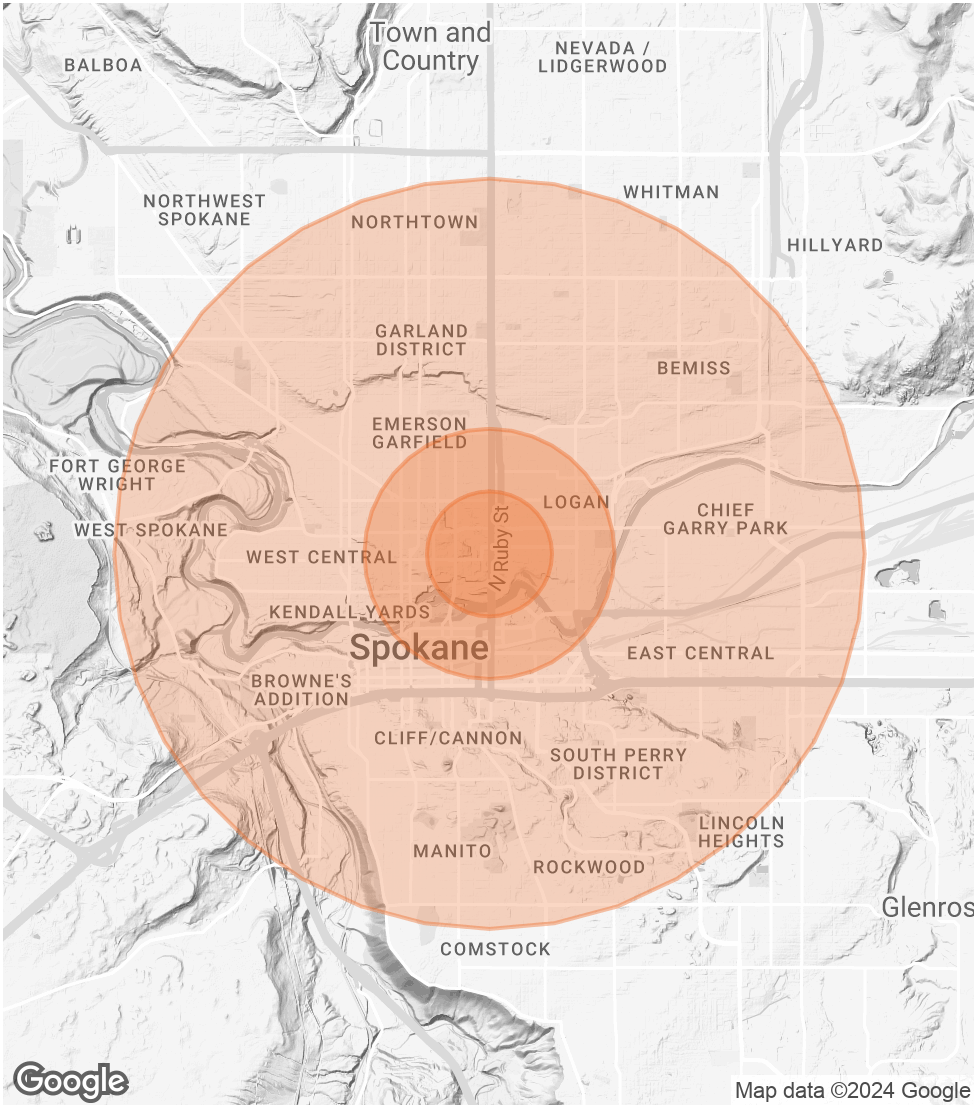 Town and
Country
NEVADA /
LIDGERWOOD
BALBOA
WHITMAN
NORTHWEST
SPOKANE
NORTHTOWN
HILLYARD
GARLAND
DISTRICT
BEMISS
EMERSON
GARFIELD
FORT GEORGE
WRIGHT
LOGAN
CHIEF
GARRY PARK
WEST SPOKANE
N Ruby St
WEST CENTRAL
KENDALL YARDS
Spokane
EAST CENTRAL
BROWNE'S
ADDITION
CLIFF/CANNON
SOUTH PERRY
DISTRICT
LINCOLN
HEIGHTS
MANITO
ROCKWOOD
Glenros
COMSTOCK
Google
Map data ©2024 Google